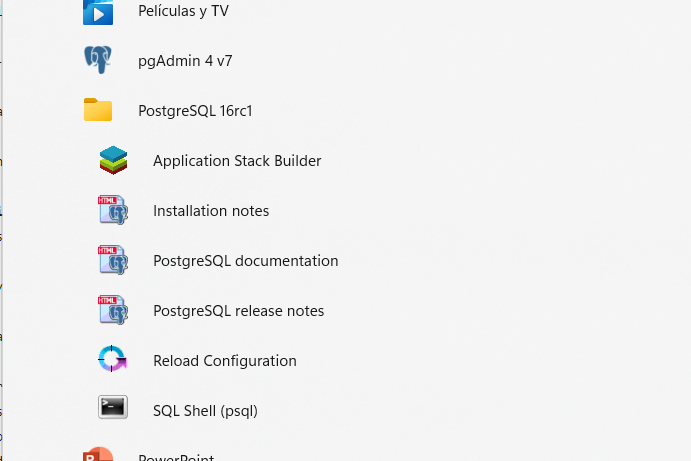 Películas y TV
pgAdmin 4 v7
PostgreSQL 16rc1
Application Stack Builder
HTML
Installation notes
HTML
PostgreSQL documentation
HTML
PostgreSQL release notes
Reload Configuration
SQL Shell (psql)
PowerPoint